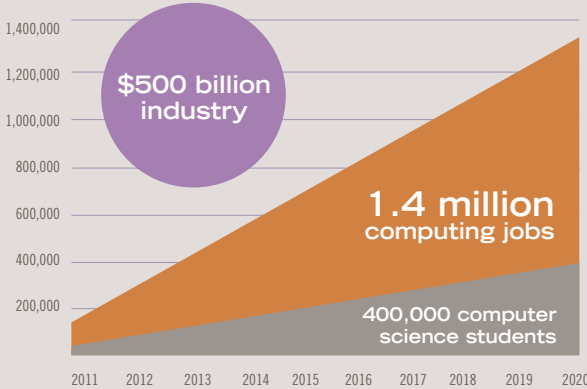 1,400,000
1,200,000
1,000,000
800,000
600,000
400,000
200,000
$500 billion
industry
1.4 million
computing jobs
400,000 computer
science students
2011 2012 2013 2014 2015 2016 2017 2018 2019 2020